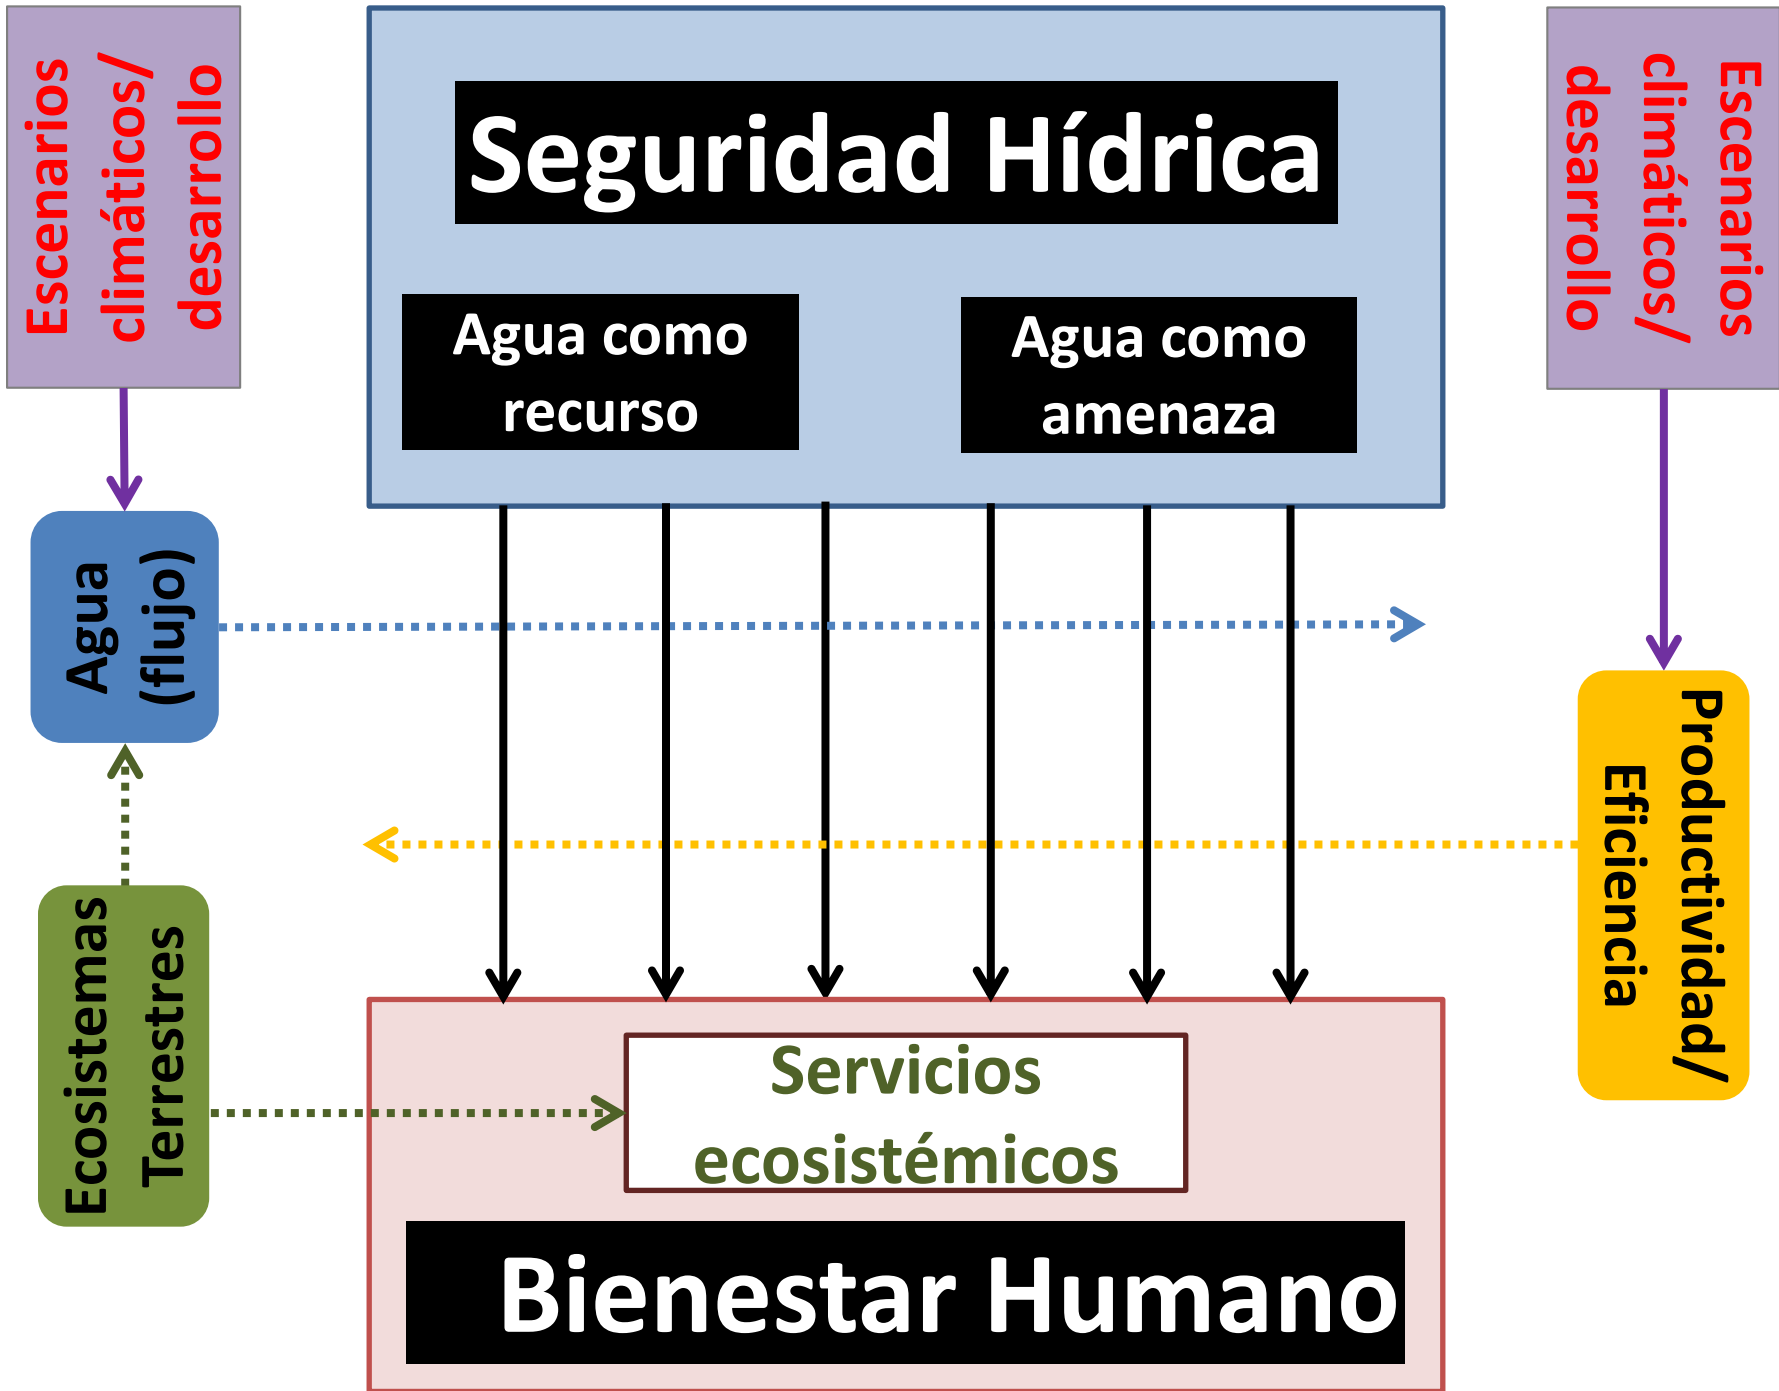 Escenarios
climáticos/
desarrollo
Seguridad Hídrica
Agua como
recurso
Agua como
amenaza
Escenarios
climáticos/
desarrollo
Agua
(flujo)
Productividad/
Eficiencia
Ecosistemas
Terrestres
Servicios
ecosistémicos
Bienestar Humano